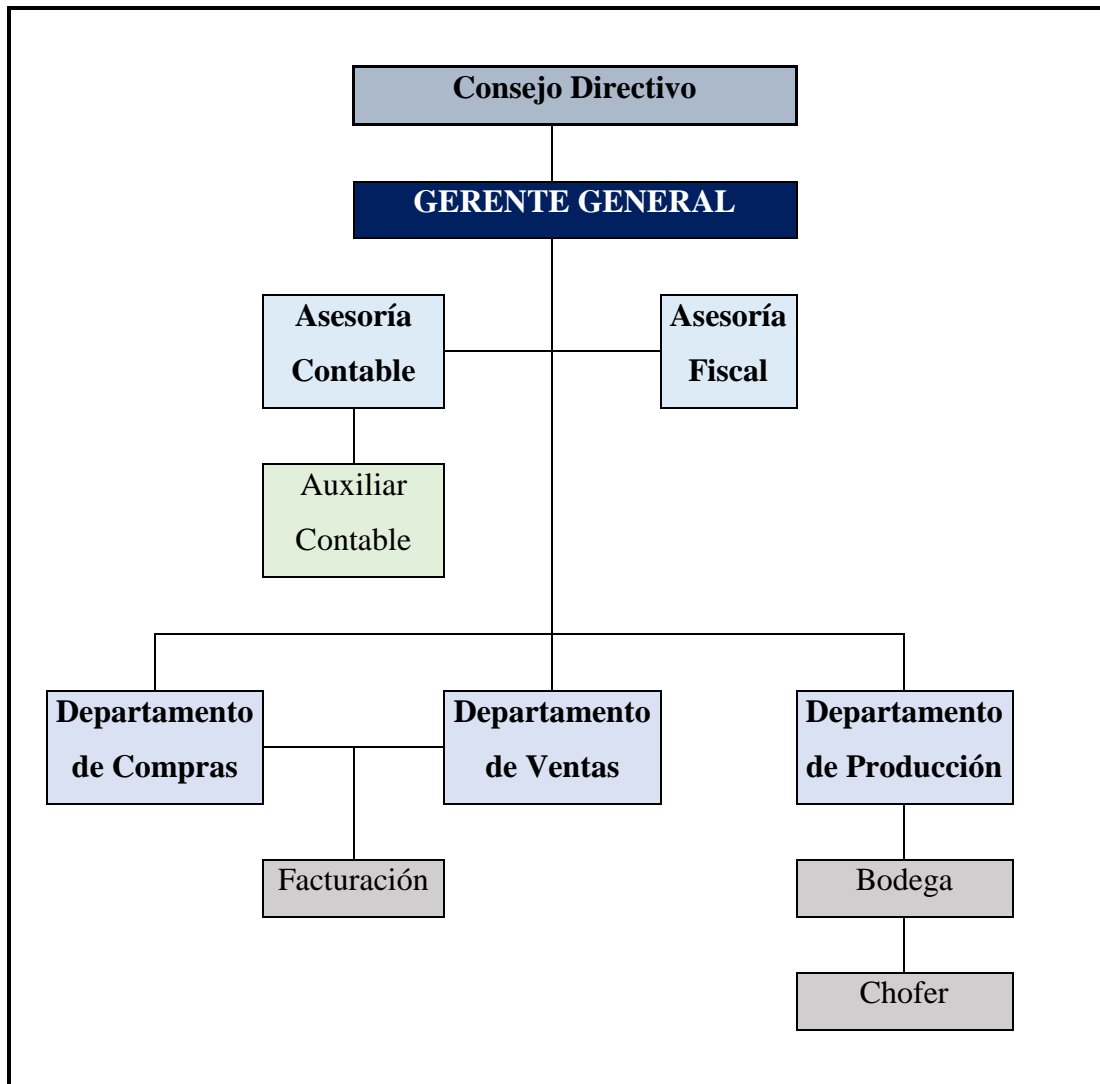 Consejo Directivo
GERENTE GENERAL
Asesoría
Contable
Asesoría
Fiscal
Auxiliar
Contable
Departamento
de Compras
Departamento
de Ventas
Departamento
de Producción
Facturación
Bodega
Chofer